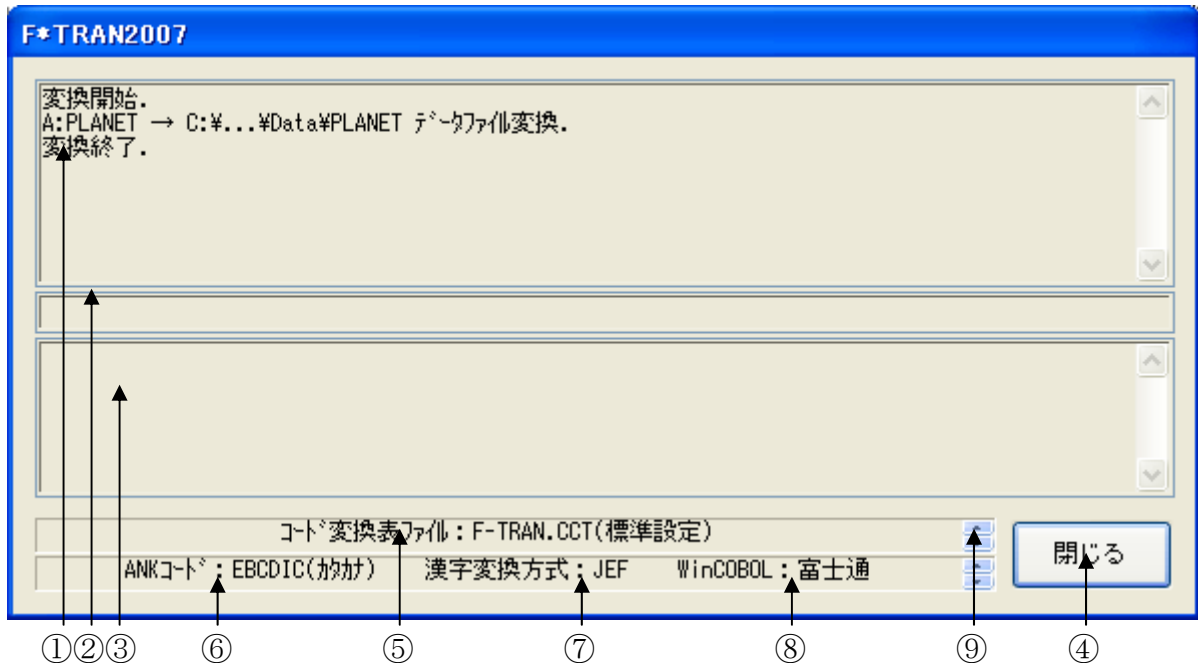 F*TRAN2007
変換開始.
A:PLANET → C:¥...¥Data¥PLANET ﾃﾞｰﾀﾌｧｲﾙ変換.
変換終了.
ｺｰﾄﾞ変換表ﾌｧｲﾙ：F-TRAN.CCT(標準設定)
ANKｺｰﾄﾞ：EBCDIC(ｶﾀｶﾅ) 漢字変換方式：JEF WinCOBOL：富士通
閉じる
①②③ ⑥ ⑤ ⑦ ⑧ ⑨ ④